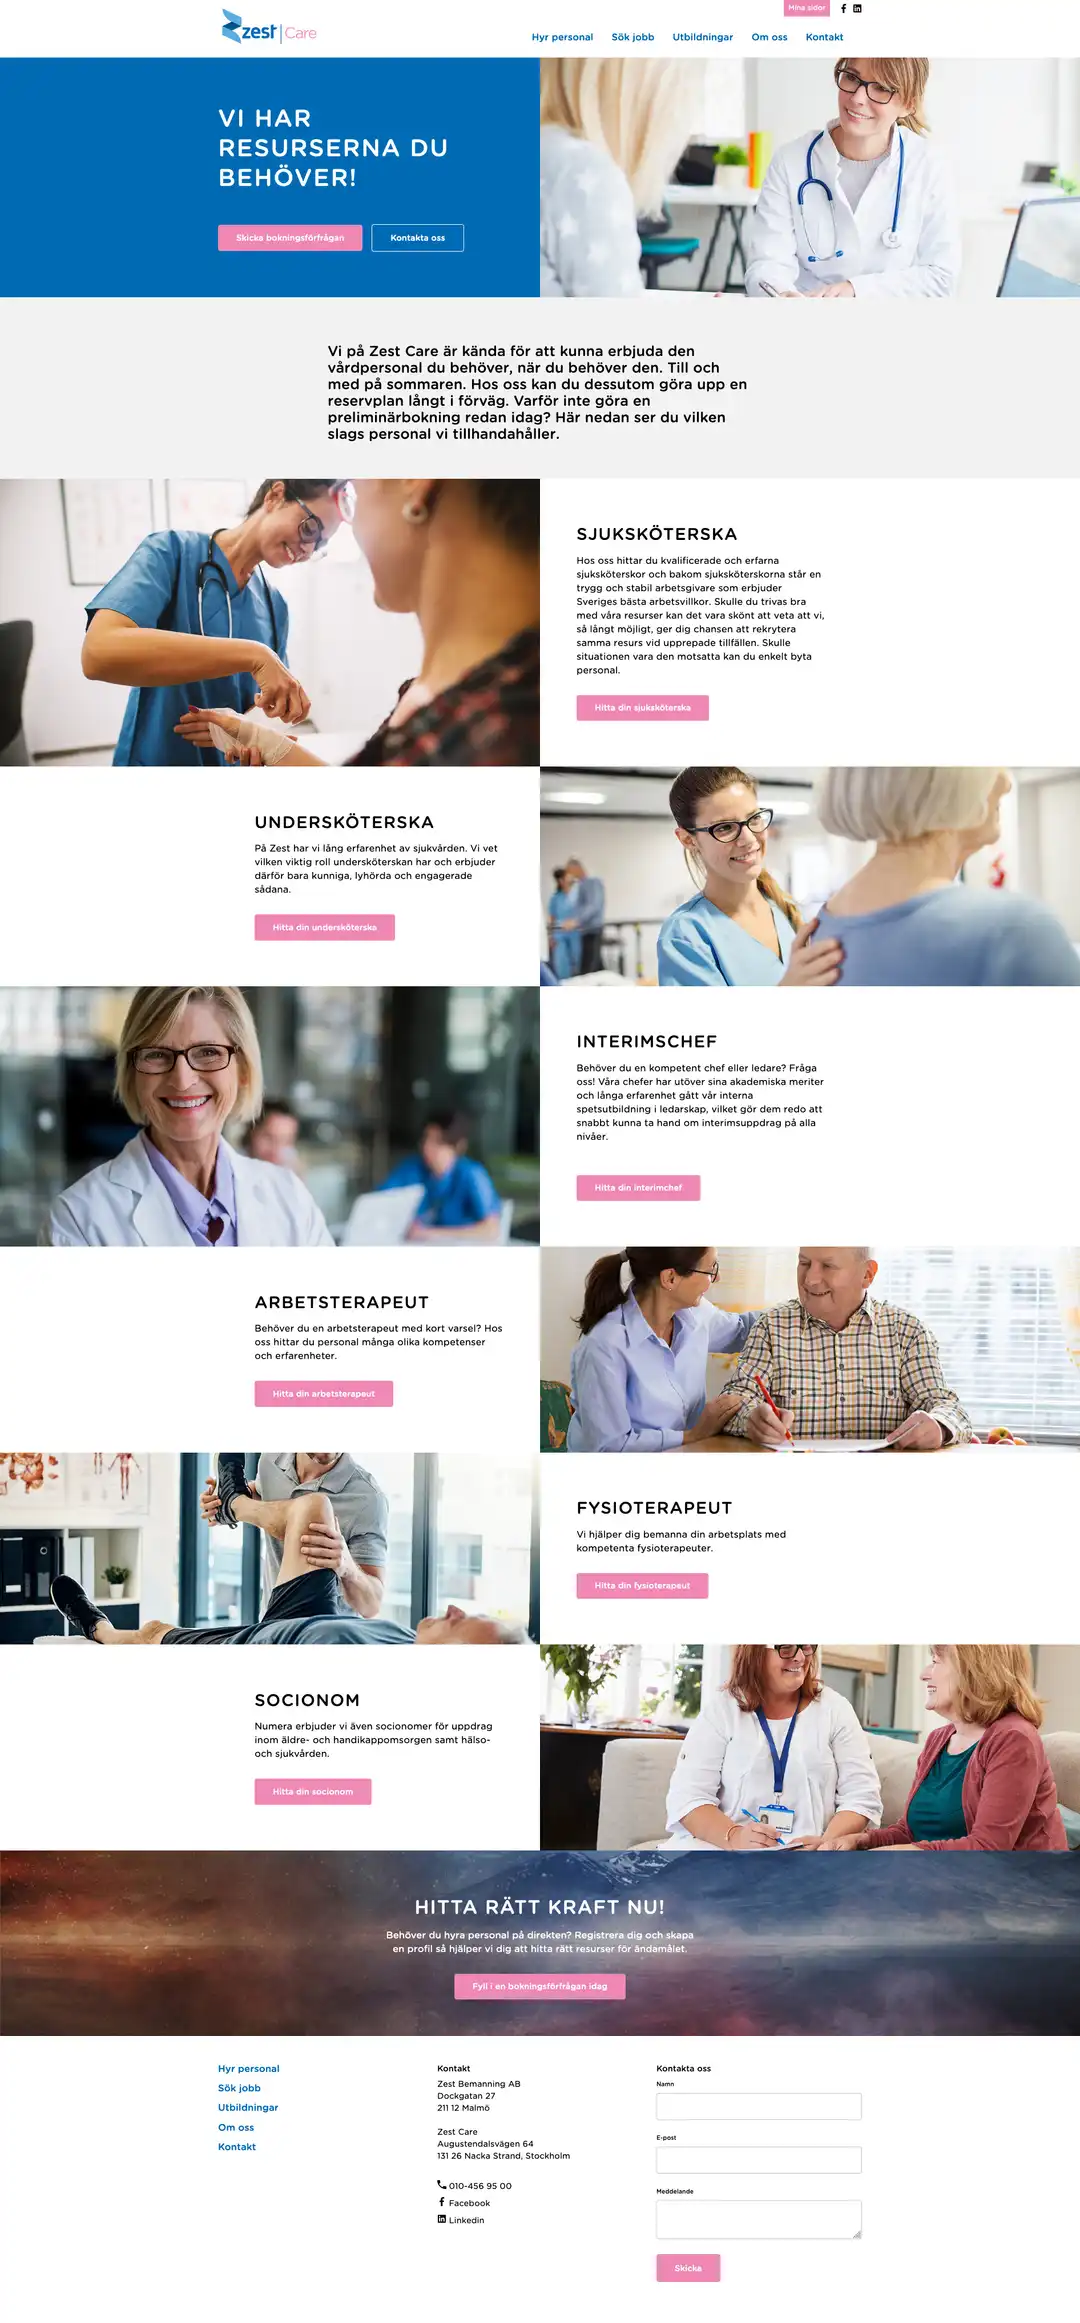 zest Care
Mina sidor
Hyr personal Sök jobb Utbildningar Om oss Kontakt
VI HAR
RESURSERNA DU
BEHÖVER!
Skicka bokningsförfrågan Kontakta oss
Vi på Zest Care är kända för att kunna erbjuda den
vårdpersonal du behöver, när du behöver den. Till och
med på sommaren. Hos oss kan du dessutom göra upp en
reservplan långt i förväg. Varför inte göra en
preliminärbokning redan idag? Här nedan ser du vilken
slags personal vi tillhandahåller.
SJUKSKÖTERSKA
Hos oss hittar du kvalificerade och erfarna
sjuksköterskor och bakom sjuksköterskorna står en
trygg och stabil arbetsgivare som erbjuder
Sveriges bästa arbetsvillkor. Skulle du trivas bra
med våra resurser kan det vara skönt att veta att vi,
så långt möjligt, ger dig chansen att rekrytera
samma resurs vid upprepade tillfällen. Skulle
situationen vara den motsatta kan du enkelt byta
personal.
Hitta din sjuksköterska
UNDERSKÖTERSKA
På Zest har vi lång erfarenhet av sjukvården. Vi vet
vilken viktig roll undersköterskan har och erbjuder
därför bara kunniga, lyhörda och engagerade
sådana.
Hitta din undersköterska
INTERIMSCHEF
Behöver du en kompetent chef eller ledare? Fråga
oss! Våra chefer har utöver sina akademiska meriter
och långa erfarenhet gått vår interna
spetsutbildning i ledarskap, vilket gör dem redo att
snabbt kunna ta hand om interimsuppdrag på alla
nivåer.
Hitta din interimchef
ARBETSTERAPEUT
Behöver du en arbetsterapeut med kort varsel? Hos
oss hittar du personal många olika kompetenser
och erfarenheter.
Hitta din arbetsterapeut
FYSIOTERAPEUT
Vi hjälper dig bemanna din arbetsplats med
kompetenta fysioterapeuter.
Hitta din fysioterapeut
SOCIONOM
Numera erbjuder vi även socionomer för uppdrag
inom äldre- och handikappomsorgen samt hälso-
och sjukvården.
Hitta din socionom
HITTA RÄTT KRAFT NU!
Behöver du hyra personal på direkten? Registrera dig och skapa
en profil så hjälper vi dig att hitta rätt resurser för ändamålet.
Fyll i en bokningsförfrågan idag
Hyr personal
Sök jobb
Utbildningar
Om oss
Kontakt
Kontakt
Zest Bemanning AB
Dockgatan 27
211 12 Malmö
Zest Care
Augustendalsvägen 64
131 26 Nacka Strand, Stockholm
010-456 95 00
Facebook
Linkedin
Kontakta oss
Namn
E-post
Meddelande
Skicka